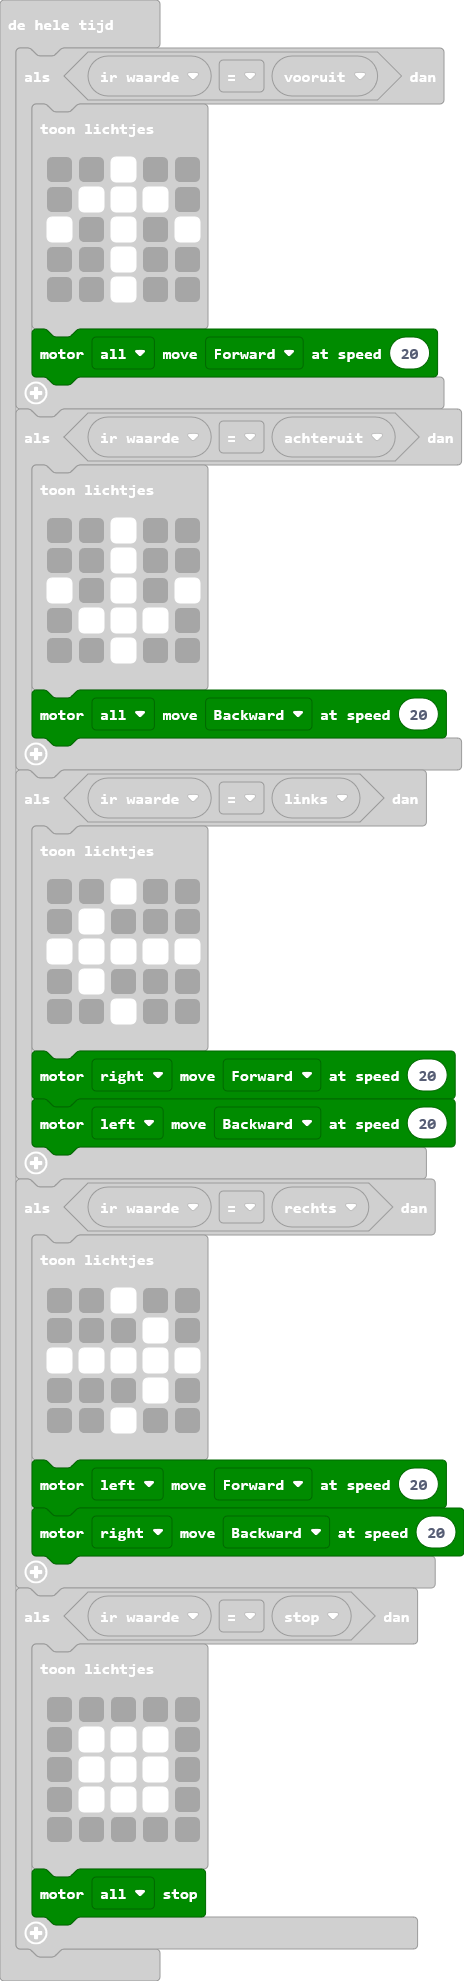 de hele tijd
als ir waarde = vooruit dan
toon lichtjes
motor all move Forward at speed 20
als ir waarde = achteruit dan
toon lichtjes
motor all move Backward at speed 20
als ir waarde = links dan
toon lichtjes
motor right move Forward at speed 20
motor left move Backward at speed 20
als ir waarde = rechts dan
toon lichtjes
motor left move Forward at speed 20
motor right move Backward at speed 20
als ir waarde = stop dan
toon lichtjes
motor all stop